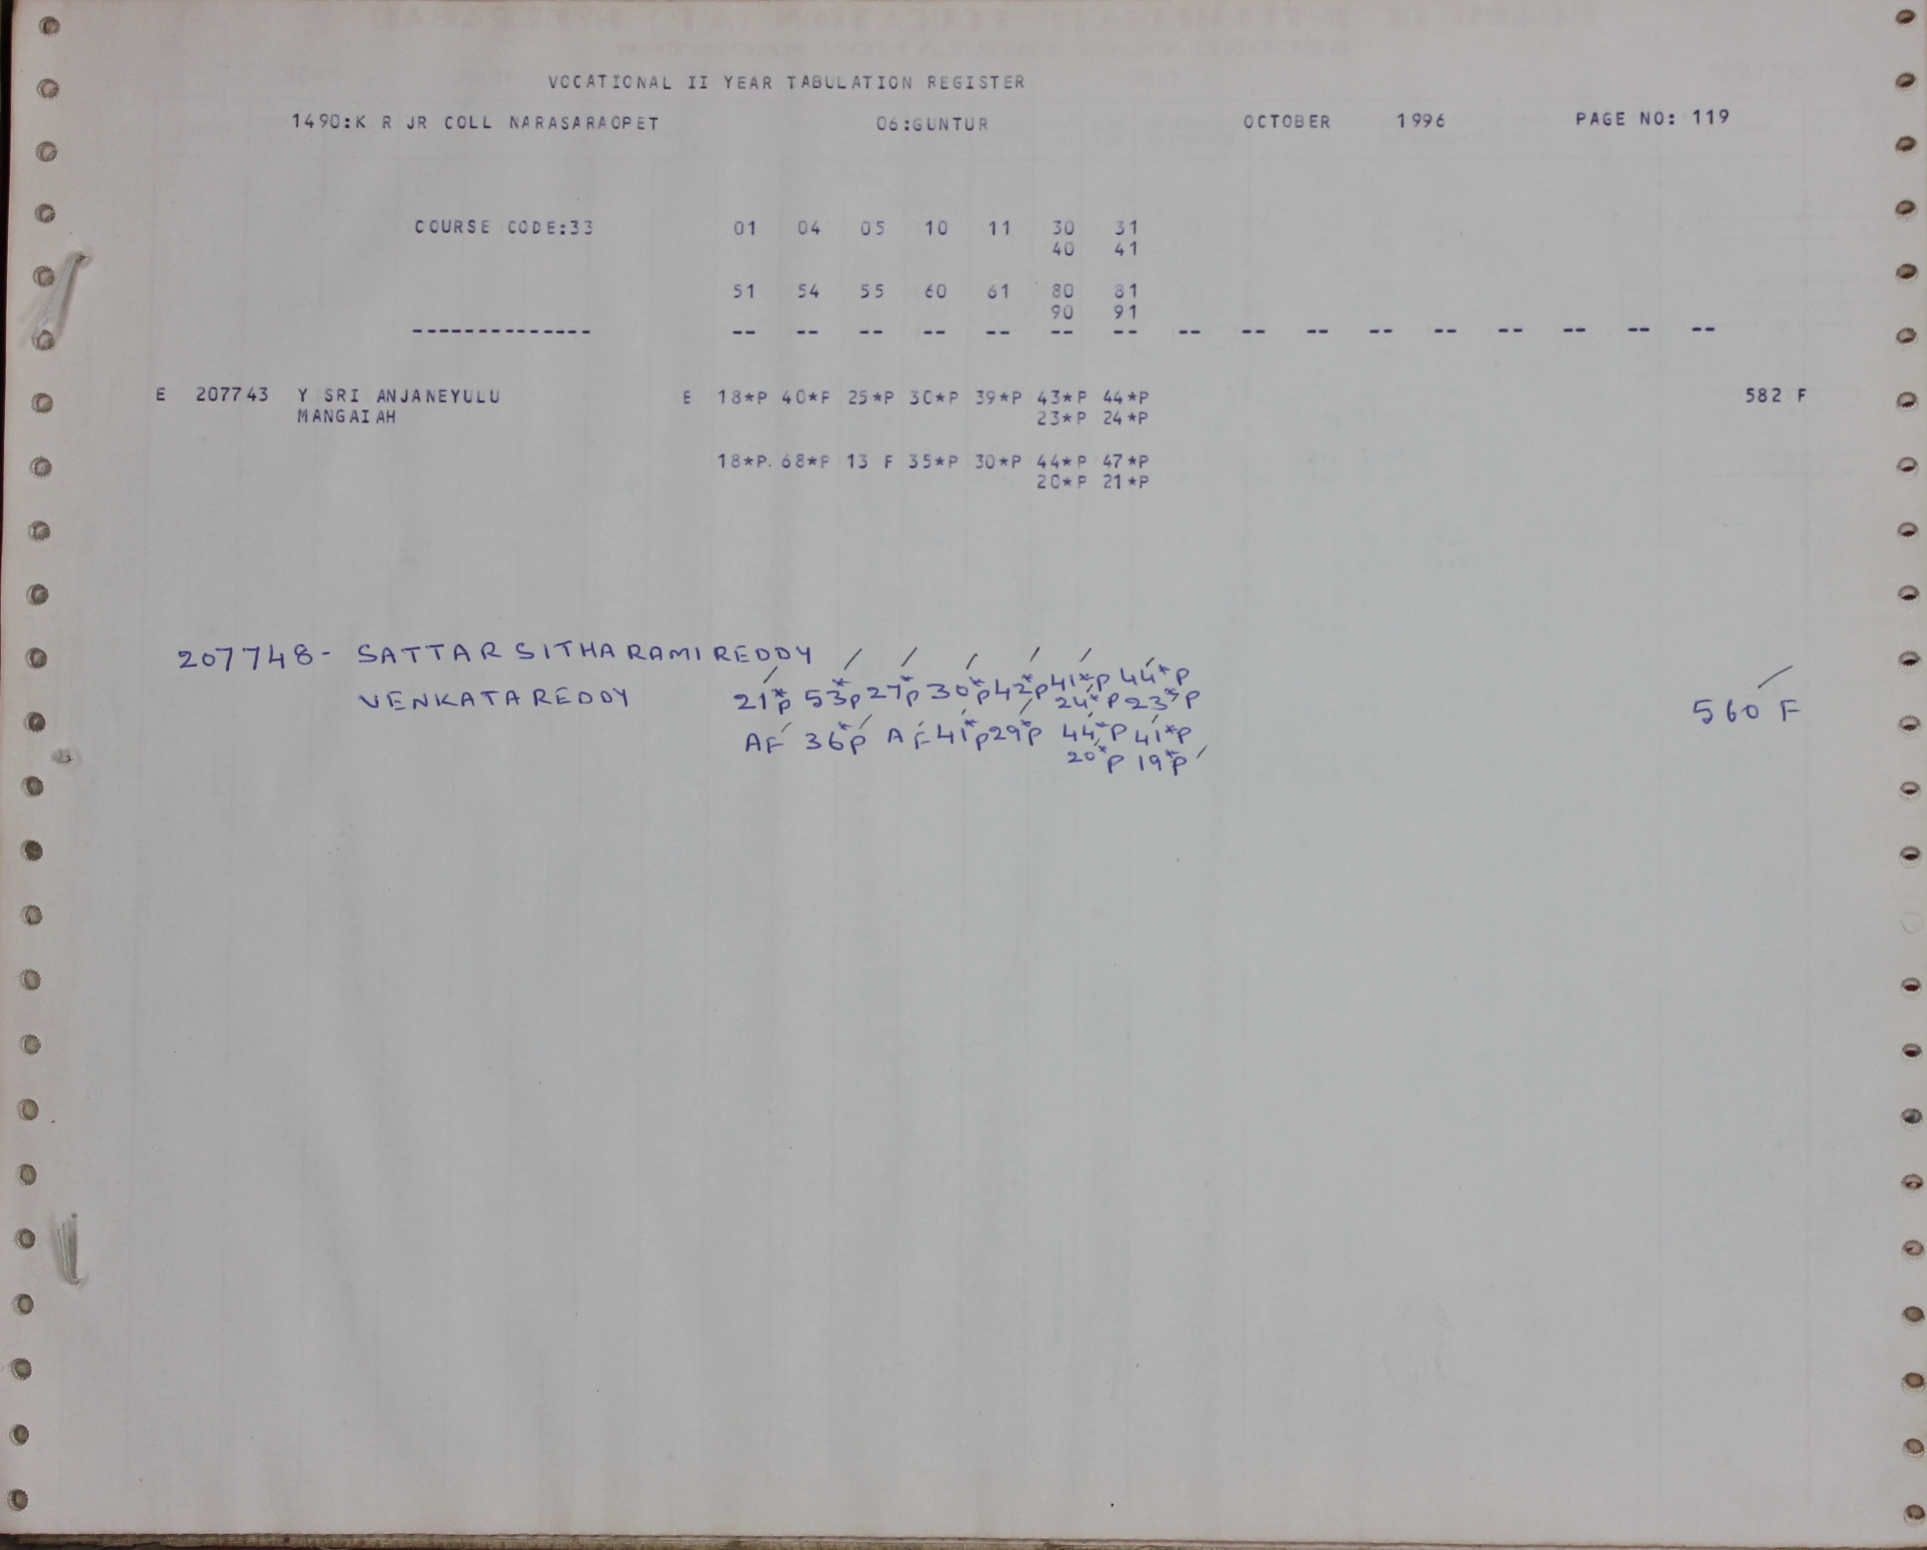 VOCATIONAL II YEAR TABULATION REGISTER
1490:K R JR COLL NARASARAOPET 06:GUNTUR OCTOBER 1996 PAGE NO: 119
COURSE CODE:33 01 04 05 10 11 30 31
40 41
51 54 55 60 61 80 81
90 91
-------------- -- -- -- -- -- -- -- -- -- -- -- -- -- -- -- --
E 207743 Y SRI ANJANEYULU E 18*P 40*P 25*P 30*P 39*P 43*P 44*P 582 F
MANGAIAH 23*P 24*P
18*P. 68*P 13 F 35*P 30*P 44*P 47*P
20*P 21*P
207748- SATTAR SITHARAMIREDDY
VENKATAREDDY 21*P 53*P 27*P 30*P 42*P 41*P 44*P 560 F
24*P 23*P
AF 36*P AF 41*P 29*P 44*P 41*P
20*P 19*P